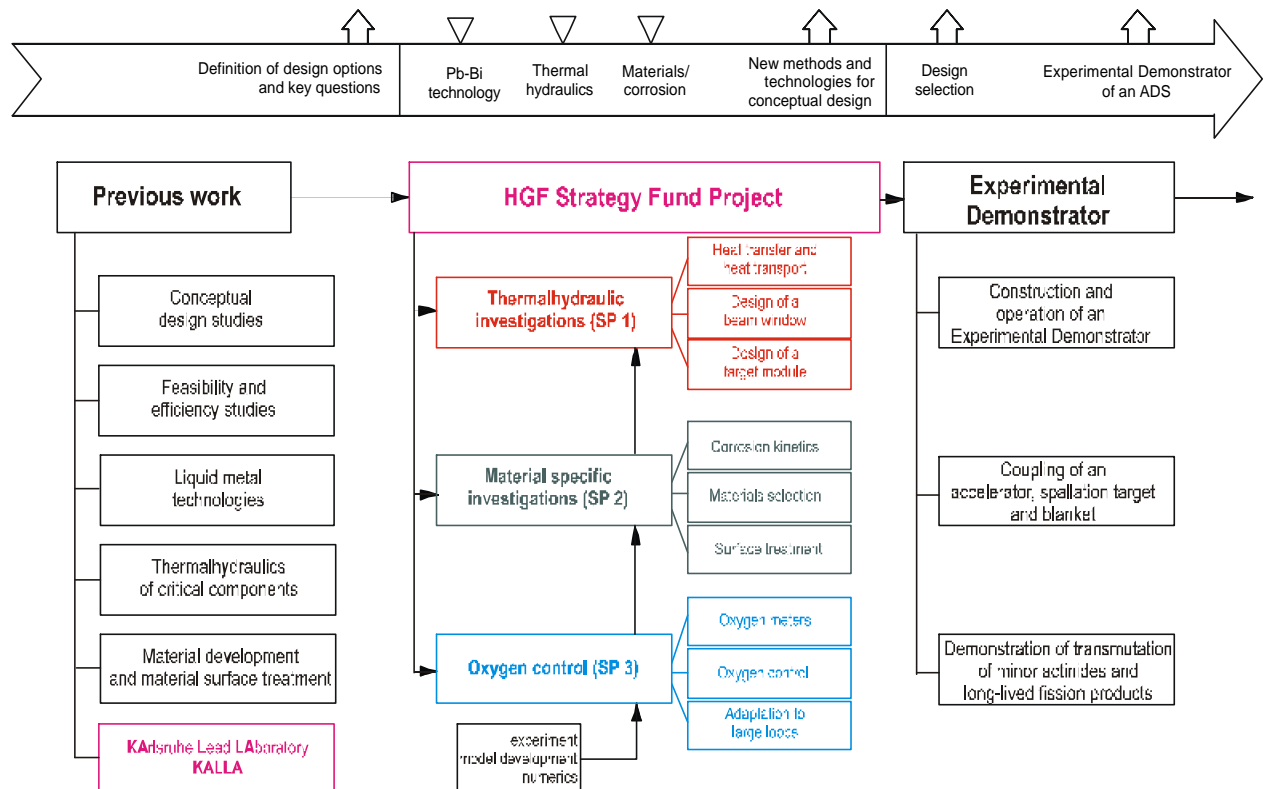 Definition of design options
and key questions
Pb-Bi
technology
Thermal
hydraulics
Materials/
corrosion
New methods and
technologies for
conceptual design
Design
selection
Experimental Demonstrator
of an ADS
Previous work
HGF Strategy Fund Project
Experimental
Demonstrator
Conceptual
design studies
Feasibility and
efficiency studies
Liquid metal
technologies
Thermalhydraulics
of critical components
Material development
and material surface treatment
KArlsruhe Lead LAboratory
KALLA
Thermalhydraulic
investigations (SP 1)
Heat transfer and
heat transport
Design of a
beam window
Design of a
target module
Material specific
investigations (SP 2)
Corrosion kinetics
Materials selection
Surface treatment
Oxygen control (SP 3)
Oxygen meters
Oxygen control
Adaptation to
large loops
experiment
model development
numerics
Construction and
operation of an
Experimental Demonstrator
Coupling of an
accelerator, spallation target
and blanket
Demonstration of transmutation
of minor actinides and
long-lived fission products